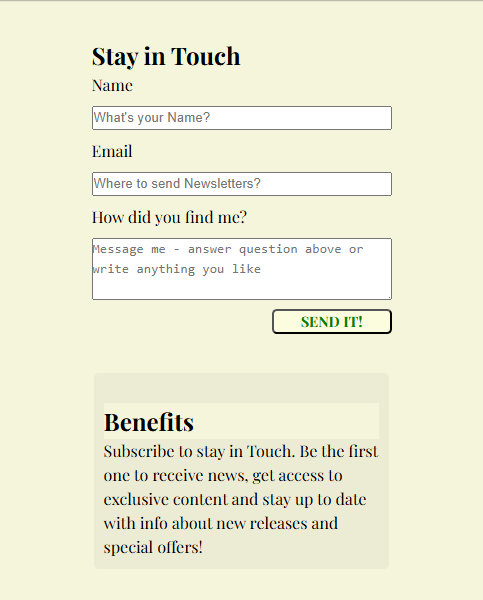 Stay in Touch
Name
What's your Name?
Email
Where to send Newsletters?
How did you find me?
Message me - answer question above or
write anything you like
SEND IT!
Benefits
Subscribe to stay in Touch. Be the first
one to receive news, get access to
exclusive content and stay up to date
with info about new releases and
special offers!